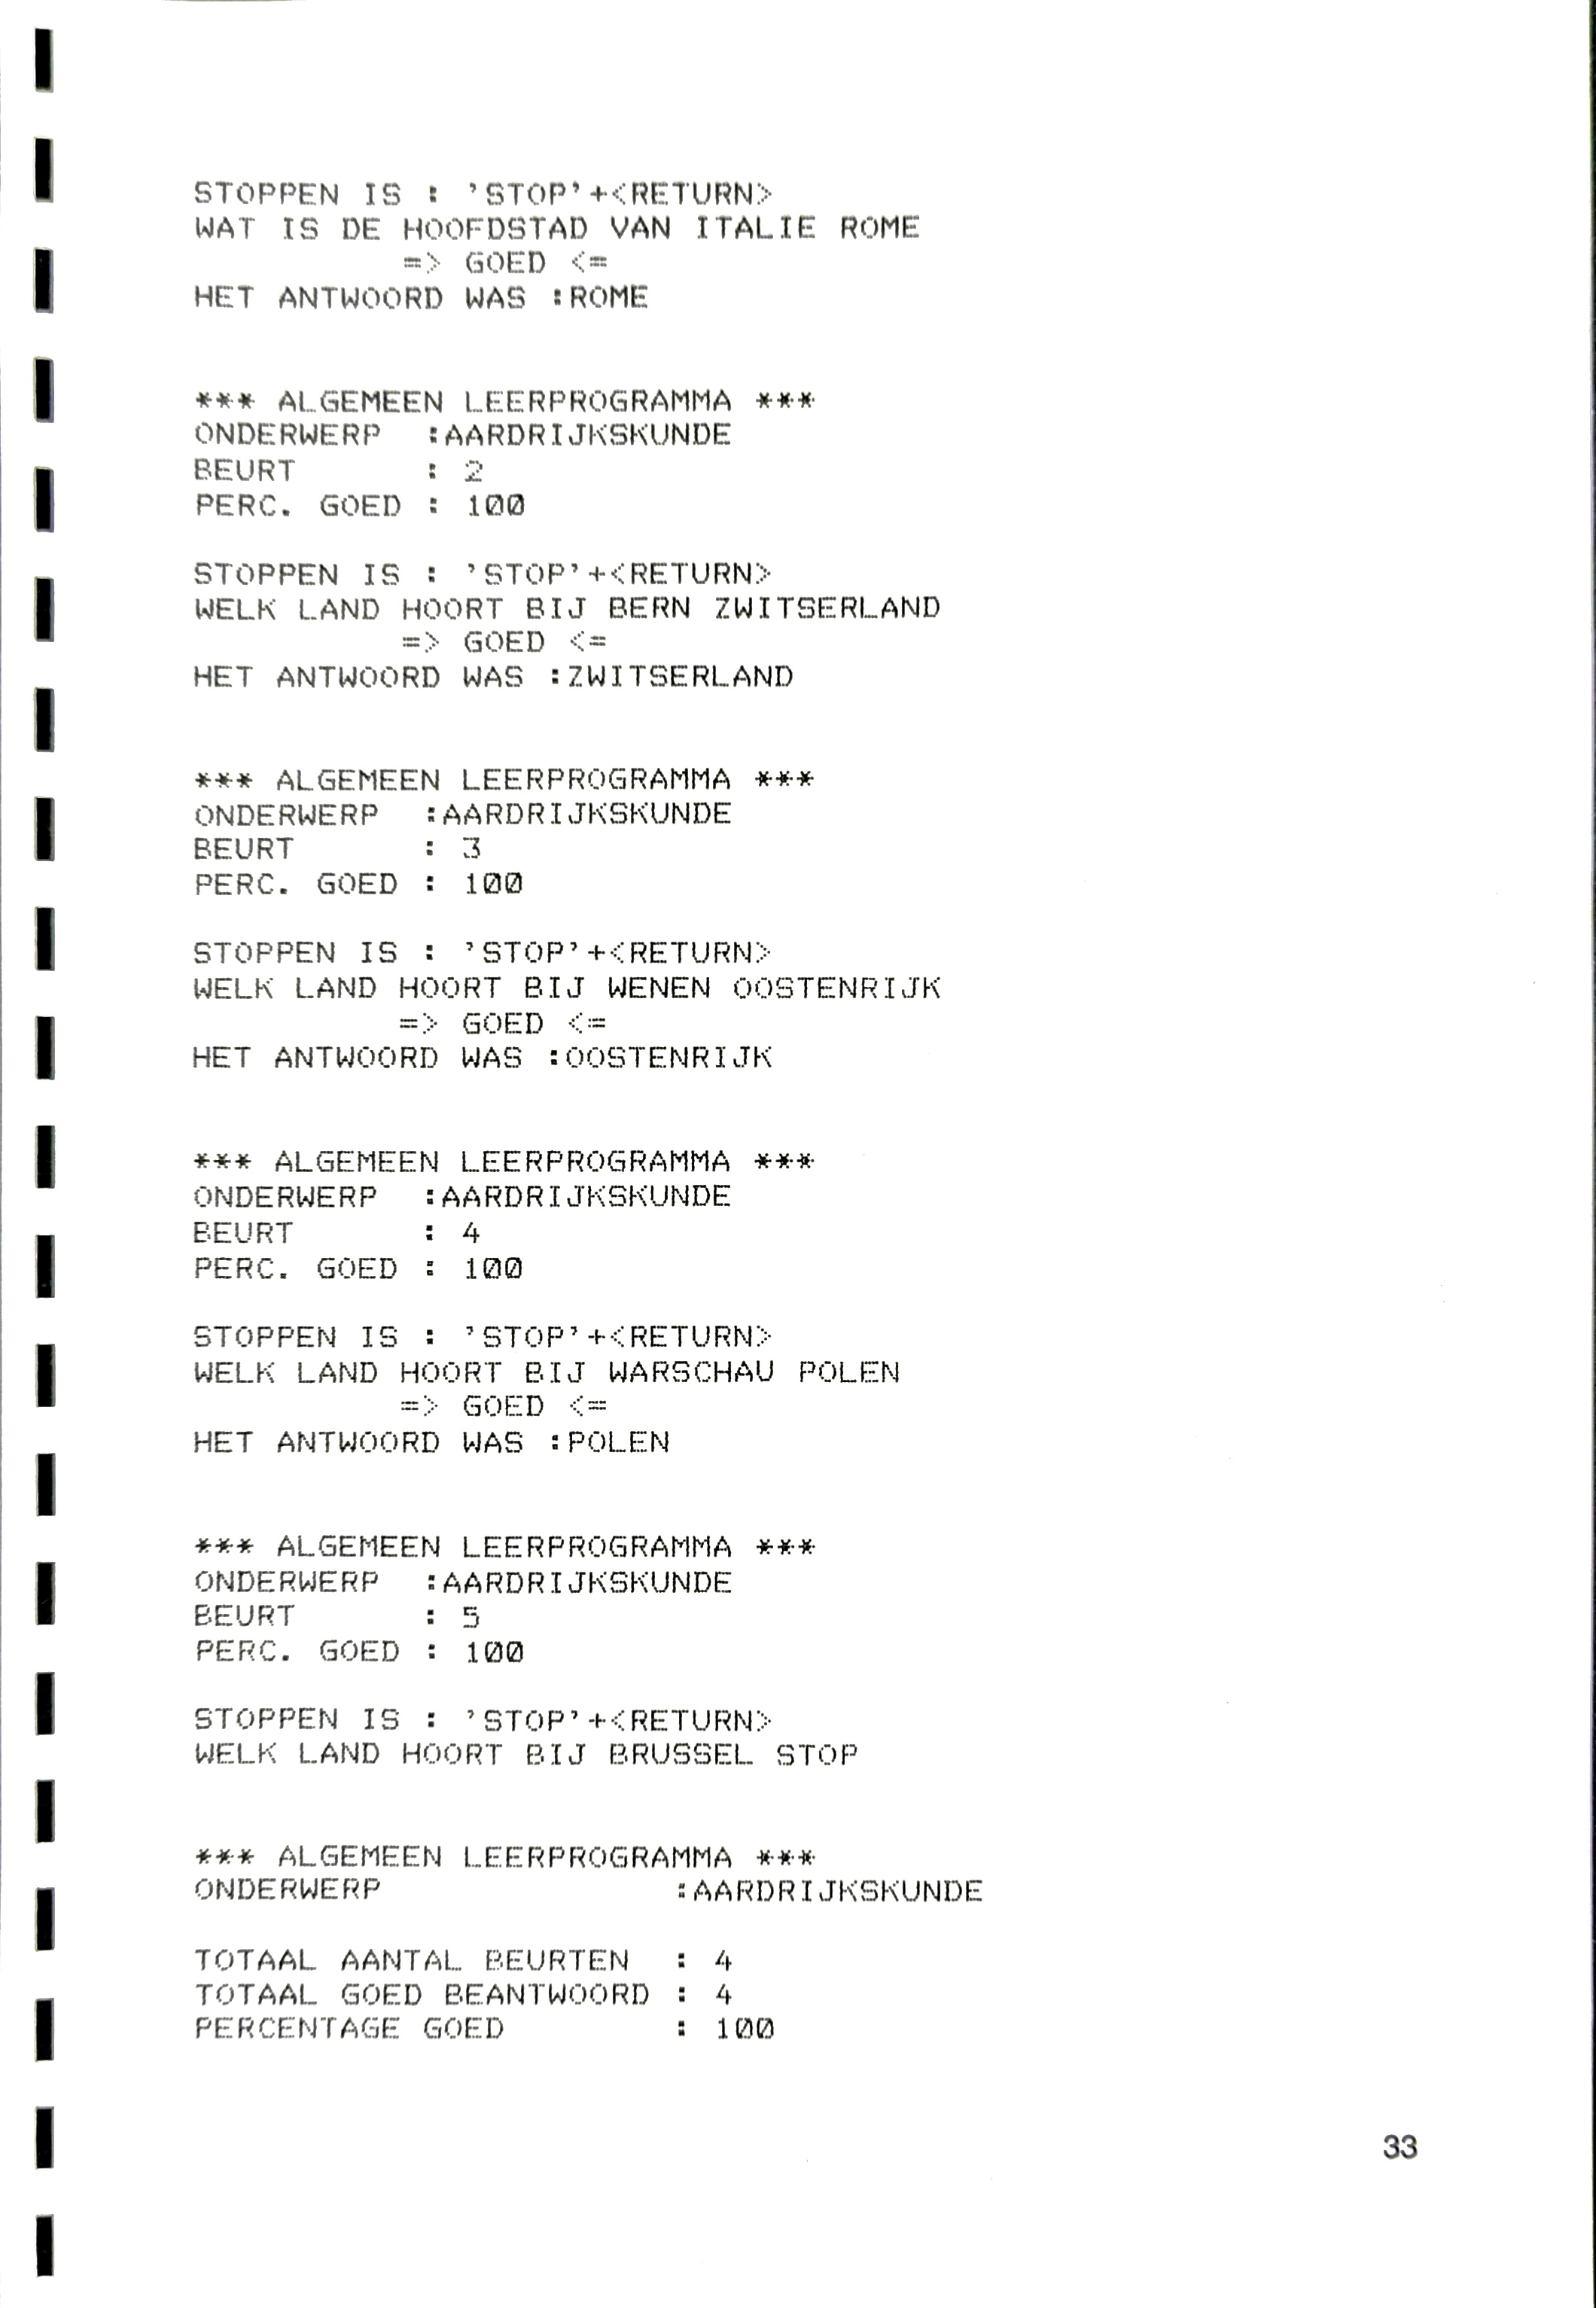 STOPPEN IS : 'STOP'+<RETURN>
WAT IS DE HOOFDSTAD VAN ITALIE ROME
=> GOED <=
HET ANTWOORD WAS :ROME
*** ALGEMEEN LEERPROGRAMMA ***
ONDERWERP :AARDRIJKSKUNDE
BEURT : 2
PERC. GOED : 100
STOPPEN IS : 'STOP'+<RETURN>
WELK LAND HOORT BIJ BERN ZWITSERLAND
=> GOED <=
HET ANTWOORD WAS :ZWITSERLAND
*** ALGEMEEN LEERPROGRAMMA ***
ONDERWERP :AARDRIJKSKUNDE
BEURT : 3
PERC. GOED : 100
STOPPEN IS : 'STOP'+<RETURN>
WELK LAND HOORT BIJ WENEN OOSTENRIJK
=> GOED <=
HET ANTWOORD WAS :OOSTENRIJK
*** ALGEMEEN LEERPROGRAMMA ***
ONDERWERP :AARDRIJKSKUNDE
BEURT : 4
PERC. GOED : 100
STOPPEN IS : 'STOP'+<RETURN>
WELK LAND HOORT BIJ WARSCHAU POLEN
=> GOED <=
HET ANTWOORD WAS :POLEN
*** ALGEMEEN LEERPROGRAMMA ***
ONDERWERP :AARDRIJKSKUNDE
BEURT : 5
PERC. GOED : 100
STOPPEN IS : 'STOP'+<RETURN>
WELK LAND HOORT BIJ BRUSSEL STOP
*** ALGEMEEN LEERPROGRAMMA ***
ONDERWERP :AARDRIJKSKUNDE
TOTAAL AANTAL BEURTEN : 4
TOTAAL GOED BEANTWOORD : 4
PERCENTAGE GOED : 100
33